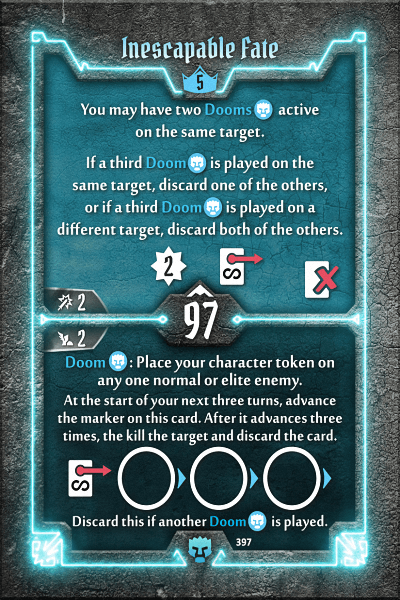 Inescapable Fate
5
You may have two Dooms active
on the same target.
If a third Doom is played on the
same target, discard one of the others,
or if a third Doom is played on a
different target, discard both of the others.
2
2
97
2
Doom : Place your character token on
any one normal or elite enemy.
At the start of your next three turns, advance
the marker on this card. After it advances three
times, the kill the target and discard the card.
Discard this if another Doom is played.
397